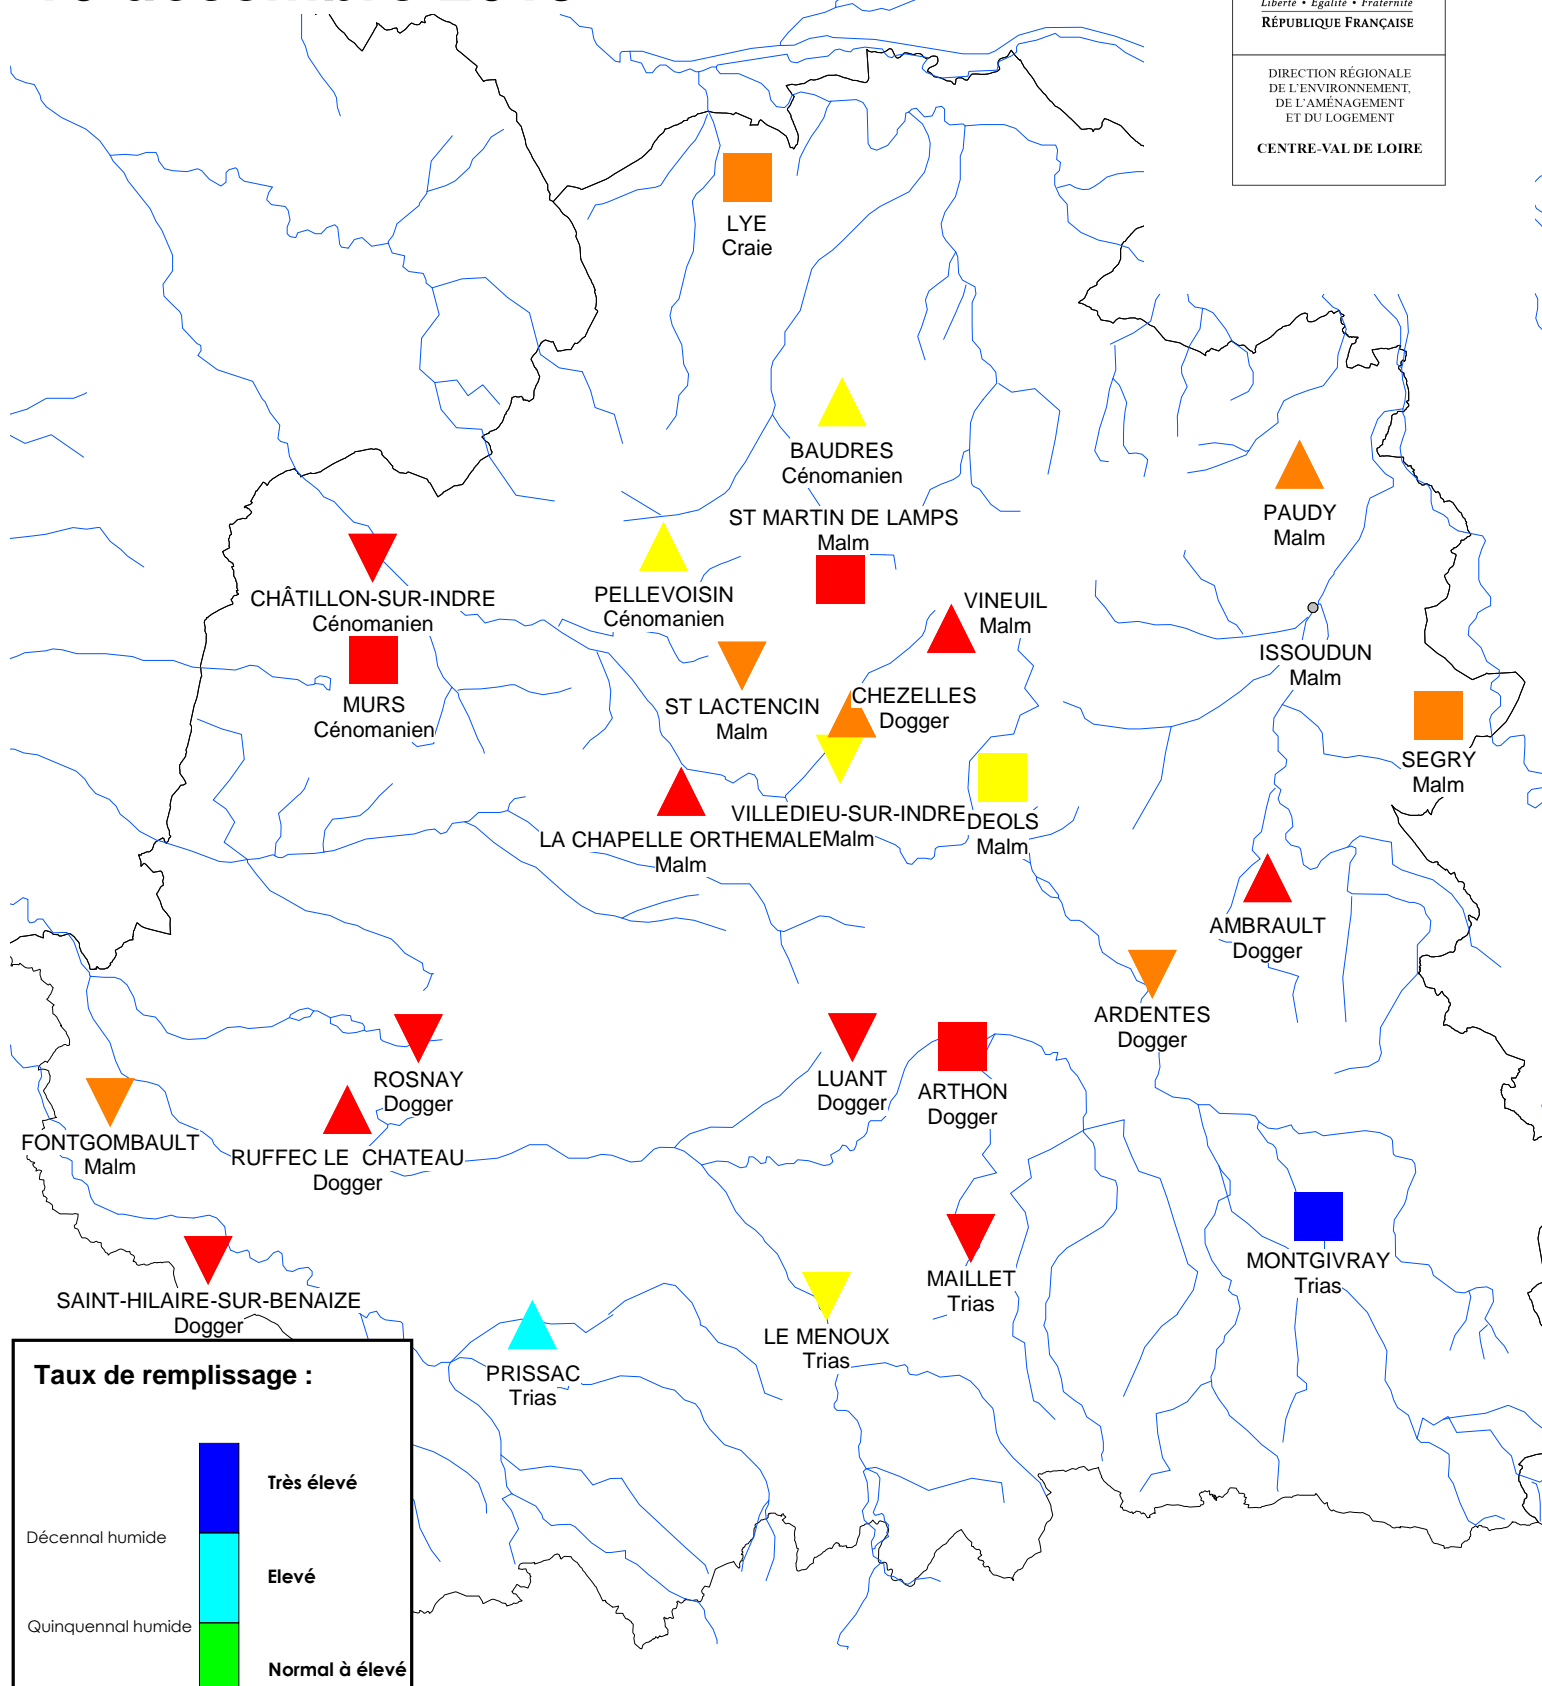 Liberté • Égalité • Fraternité
RÉPUBLIQUE FRANÇAISE
DIRECTION RÉGIONALE
DE L'ENVIRONNEMENT,
DE L'AMÉNAGEMENT
ET DU LOGEMENT
CENTRE-VAL DE LOIRE
LYE
Craie
BAUDRES
Cénomanien
ST MARTIN DE LAMPS
Malm
PAUDY
Malm
CHÂTILLON-SUR-INDRE
Cénomanien
PELLEVOISIN
Cénomanien
VINEUIL
Malm
ISSOUDUN
Malm
MURS
Cénomanien
ST LACTENCIN
Malm
CHEZELLES
Dogger
SEGRY
Malm
VILLEDIEU-SUR-INDRE
Malm
DEOLS
Malm
LA CHAPELLE ORTHEMALE
Malm
AMBRAULT
Dogger
ARDENTES
Dogger
ROSNAY
Dogger
LUANT
Dogger
ARTHON
Dogger
FONTGOMBAULT
Malm
RUFFEC LE  CHATEAU
Dogger
MAILLET
Trias
MONTGIVRAY
Trias
SAINT-HILAIRE-SUR-BENAIZE
Dogger
LE MENOUX
Trias
PRISSAC
Trias
Taux de remplissage :
Très élevé
Décennal humide
Elevé
Quinquennal humide
Normal à élevé